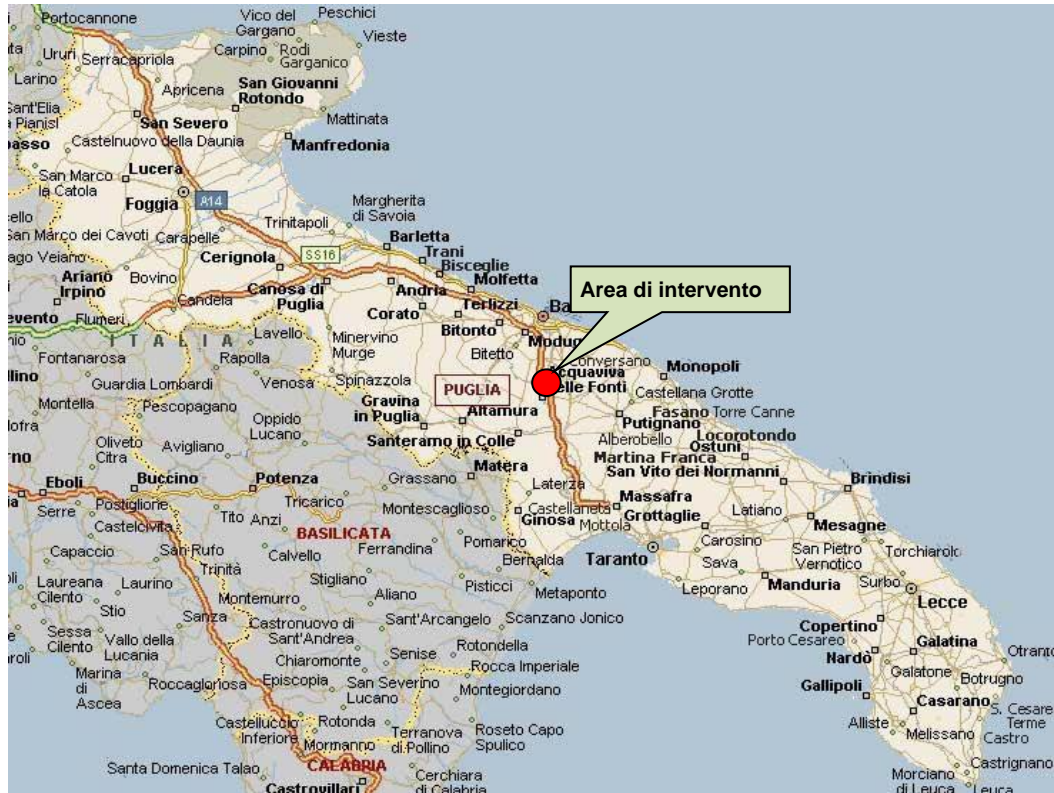 Portocannone
Vico del
Gargano
Peschici
Vieste
Ururi
Serracapriola
Carpino
Rodi
Garganico
Larino
Apricena
San Giovanni
Rotondo
Sant'Elia
a Pianisi
San Severo
Mattinata
Castelnuovo della Daunia
Manfredonia
San Marco
la Catola
Lucera
Foggia
A14
Margherita
di Savoia
Trinitapoli
San Marco dei Cavoti
Carapelle
Barletta
SS16
Trani
Cerignola
Bisceglie
Ariano
Irpino
Bovino
Canosa di
Puglia
Andria
Molfetta
Area di intervento
Candela
Corato
Terlizzi
Flumeri
Bitonto
ITALIA
Lavello
Minervino
Murge
Bitetto
Conversano
Monopoli
Fontanarosa
Rapolla
Guardia Lombardi
Venosa
Spinazzola
PUGLIA
Castellana Grotte
Montella
Pescopagano
Gravina
in Puglia
Altamura
Fasano
Torre Canne
Putignano
Oppido
Lucano
Santeramo in Colle
Alberobello
Locorotondo
Oliveto
Citra
Avigliano
Martina Franca
Ostuni
Matera
San Vito dei Normanni
Eboli
Buccino
Potenza
Grassano
Laterza
Brindisi
Tricarico
Massafra
Serre
Postiglione
Montescaglioso
Castellaneta
Latiano
Tito
Anzi
Ginosa
Mottola
Grottaglie
Mesagne
Castelcivita
BASILICATA
Capaccio
San Rufo
Calvello
Ferrandina
Pomarico
Taranto
Carosino
San Pietro
Vernotico
Torchiarolo
Trinità
Bernalda
Sava
Laureana
Cilento
Laurino
Stigliano
Pisticci
Metaponto
Leporano
Manduria
Surbo
Lecce
Stio
Montemurro
Aliano
Sanza
Castronuovo di
Sant'Andrea
Sant'Arcangelo
Scanzano Jonico
Copertino
Sessa
Cilento
Vallo della
Lucania
Porto Cesareo
Galatina
Chiaromonte
Senise
Rotondella
Nardò
Rocca Imperiale
Galatone
Botrugno
Marina
di
Ascea
Roccagloriosa
Episcopia
San Severino
Lucano
Montegiordano
Gallipoli
Casarano
S. Cesare
Terme
Castelluccio
Inferiore
Rotonda
Terranova
di Pollino
Roseto Capo
Spulico
Alliste
Melissano
Castro
Mormanno
Santa Domenica Talao
CALABRIA
Cerchiara
di Calabria
Castrovillari
Castrignano
Morciano
di Leuca
Leuca